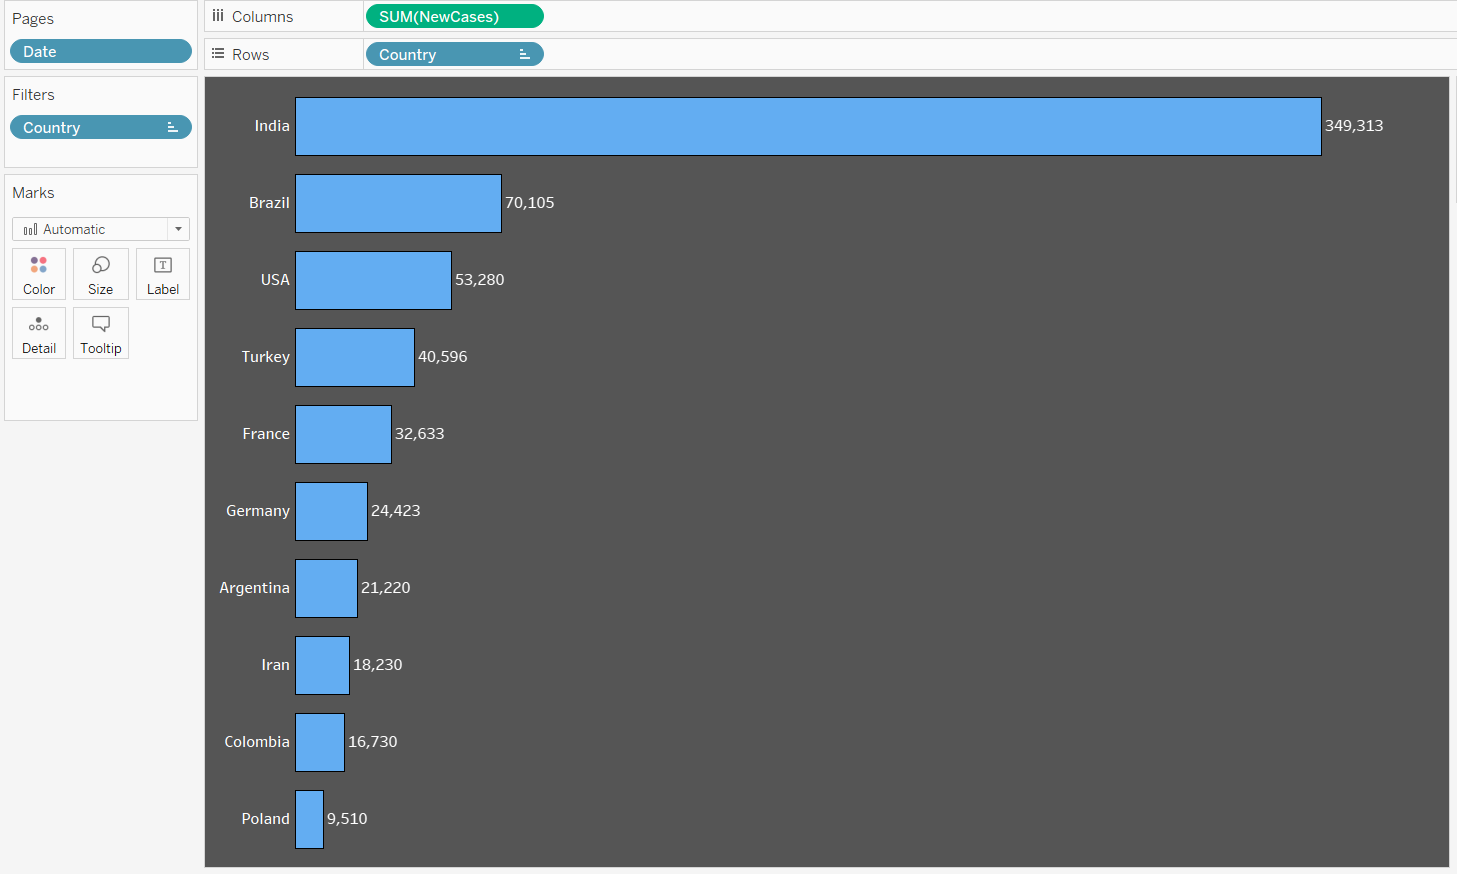 Pages
Date
Filters
Country
Marks
Automatic
Color Size Label
Detail Tooltip
Columns SUM(NewCases)
Rows Country
India 349,313
Brazil 70,105
USA 53,280
Turkey 40,596
France 32,633
Germany 24,423
Argentina 21,220
Iran 18,230
Colombia 16,730
Poland 9,510